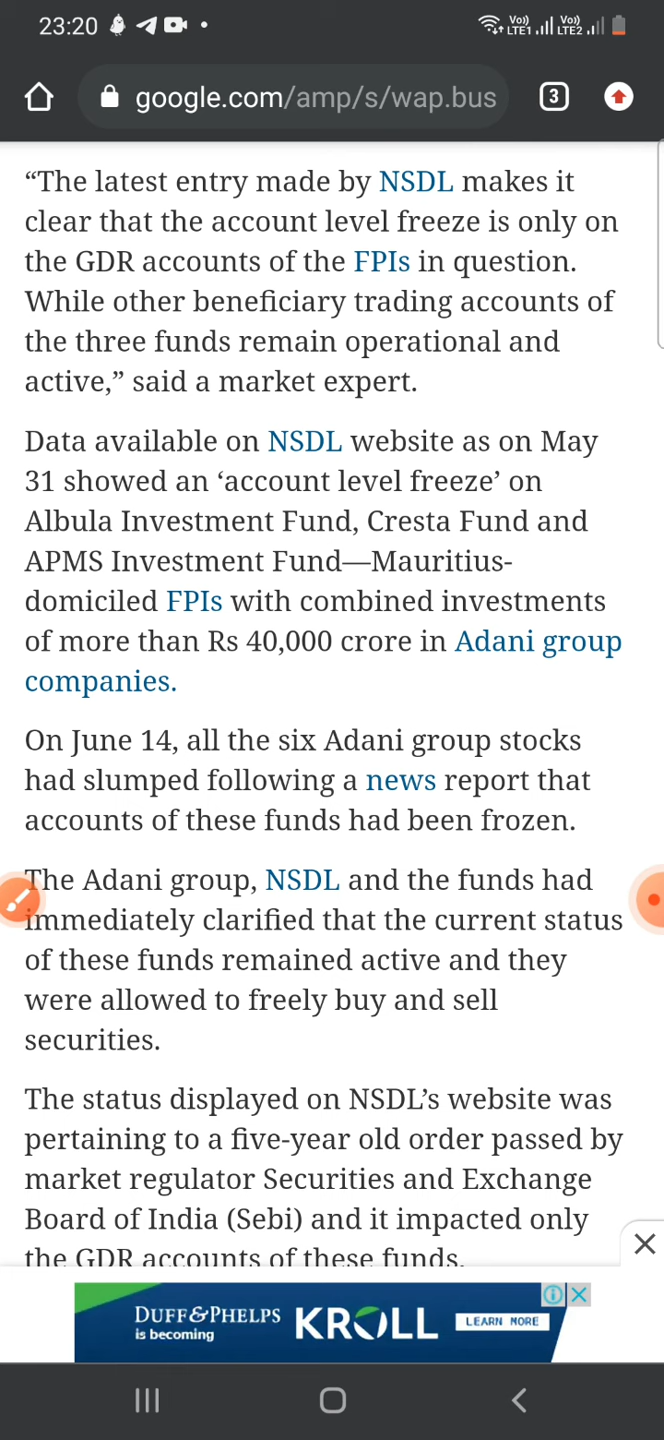 23:20
Vo)) LTE1 Vo)) LTE2
google.com/amp/s/wap.bus
3
“The latest entry made by NSDL makes it
clear that the account level freeze is only on
the GDR accounts of the FPIs in question.
While other beneficiary trading accounts of
the three funds remain operational and
active,” said a market expert.
Data available on NSDL website as on May
31 showed an ‘account level freeze’ on
Albula Investment Fund, Cresta Fund and
APMS Investment Fund—Mauritius-
domiciled FPIs with combined investments
of more than Rs 40,000 crore in Adani group
companies.
On June 14, all the six Adani group stocks
had slumped following a news report that
accounts of these funds had been frozen.
The Adani group, NSDL and the funds had
immediately clarified that the current status
of these funds remained active and they
were allowed to freely buy and sell
securities.
The status displayed on NSDL’s website was
pertaining to a five-year old order passed by
market regulator Securities and Exchange
Board of India (Sebi) and it impacted only
the GDR accounts of these funds.
DUFF&PHELPS
is becoming
KROLL
LEARN MORE